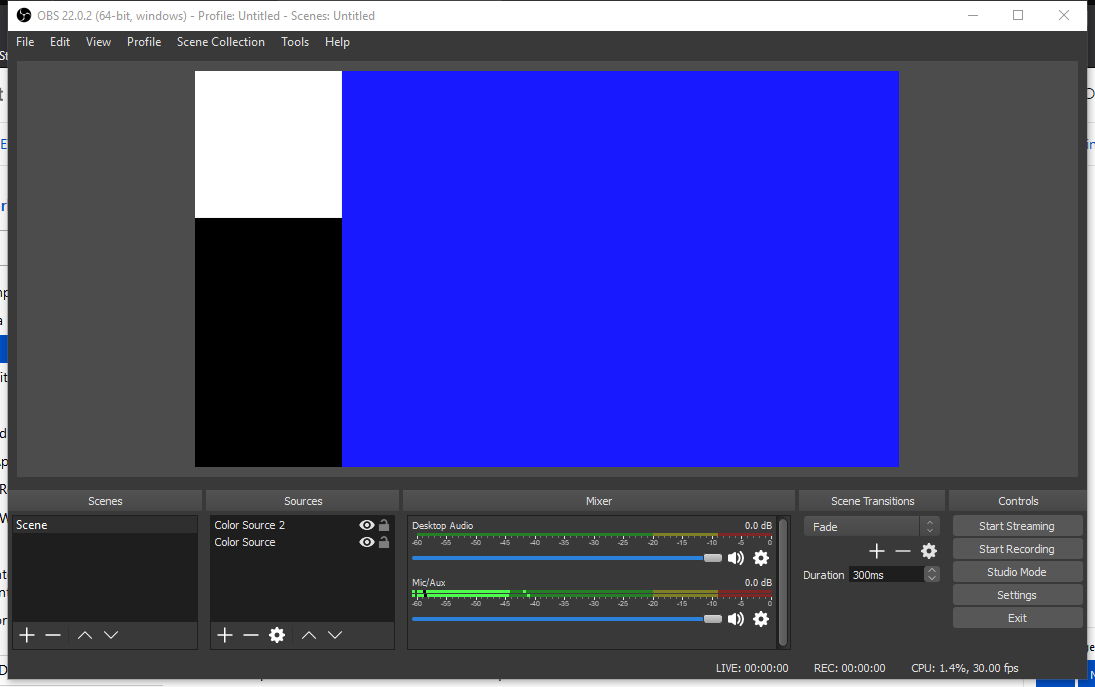 OBS 22.0.2 (64-bit, windows) - Profile: Untitled - Scenes: Untitled
File Edit View Profile Scene Collection Tools Help
Scenes
Scene
Sources
Color Source 2
Color Source
Mixer
Desktop Audio 0.0 dB
-60 -55 -50 -45 -40 -35 -30 -25 -20 -15 -10 -5 0
Mic/Aux 0.0 dB
-60 -55 -50 -45 -40 -35 -30 -25 -20 -15 -10 -5 0
Scene Transitions
Fade
Duration 300ms
Controls
Start Streaming
Start Recording
Studio Mode
Settings
Exit
LIVE: 00:00:00 REC: 00:00:00 CPU: 1.4%, 30.00 fps